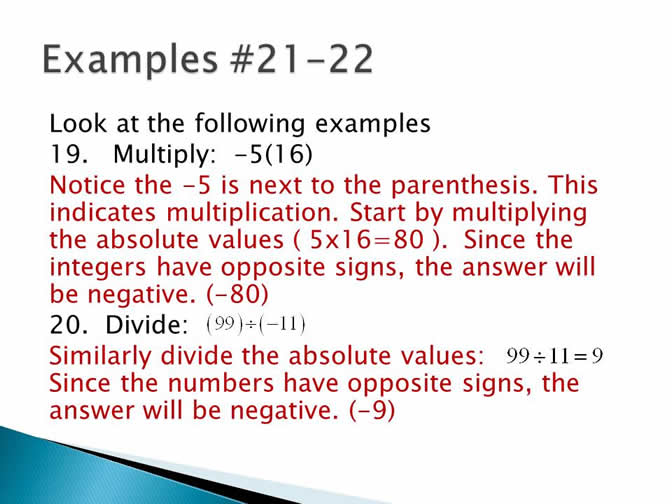 Examples #21-22
Look at the following examples
19. Multiply: -5(16)
Notice the -5 is next to the parenthesis. This
indicates multiplication. Start by multiplying
the absolute values ( 5x16=80 ). Since the
integers have opposite signs, the answer will
be negative. (-80)
20. Divide: (99)÷(−11)
Similarly divide the absolute values: 99÷11=9
Since the numbers have opposite signs, the
answer will be negative. (-9)